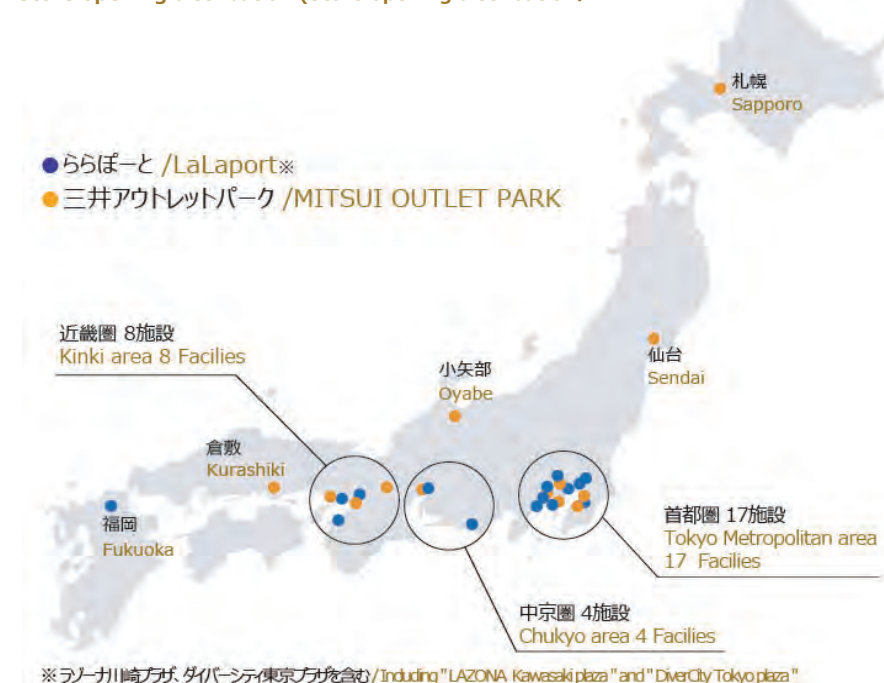 札幌
Sapporo
●ららぽーと /LaLaport※
●三井アウトレットパーク /MITSUI OUTLET PARK
近畿圏 8施設
Kinki area 8 Facilies
小矢部
Oyabe
仙台
Sendai
倉敷
Kurashiki
福岡
Fukuoka
首都圏 17施設
Tokyo Metropolitan area
17 Facilies
中京圏 4施設
Chukyo area 4 Facilies
※ラゾーナ川崎プラザ、ダイバーシティ東京プラザを含む/Including "LAZONA Kawasaki plaza" and "DiverCity Tokyo plaza"